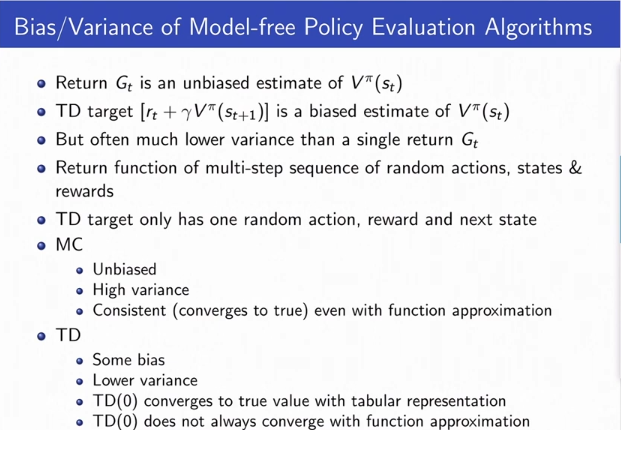 Bias/Variance of Model-free Policy Evaluation Algorithms
Return G_t is an unbiased estimate of V^π(s_t)
TD target [r_t + γV^π(s_{t+1})] is a biased estimate of V^π(s_t)
But often much lower variance than a single return G_t
Return function of multi-step sequence of random actions, states &
rewards
TD target only has one random action, reward and next state
MC
Unbiased
High variance
Consistent (converges to true) even with function approximation
TD
Some bias
Lower variance
TD(0) converges to true value with tabular representation
TD(0) does not always converge with function approximation